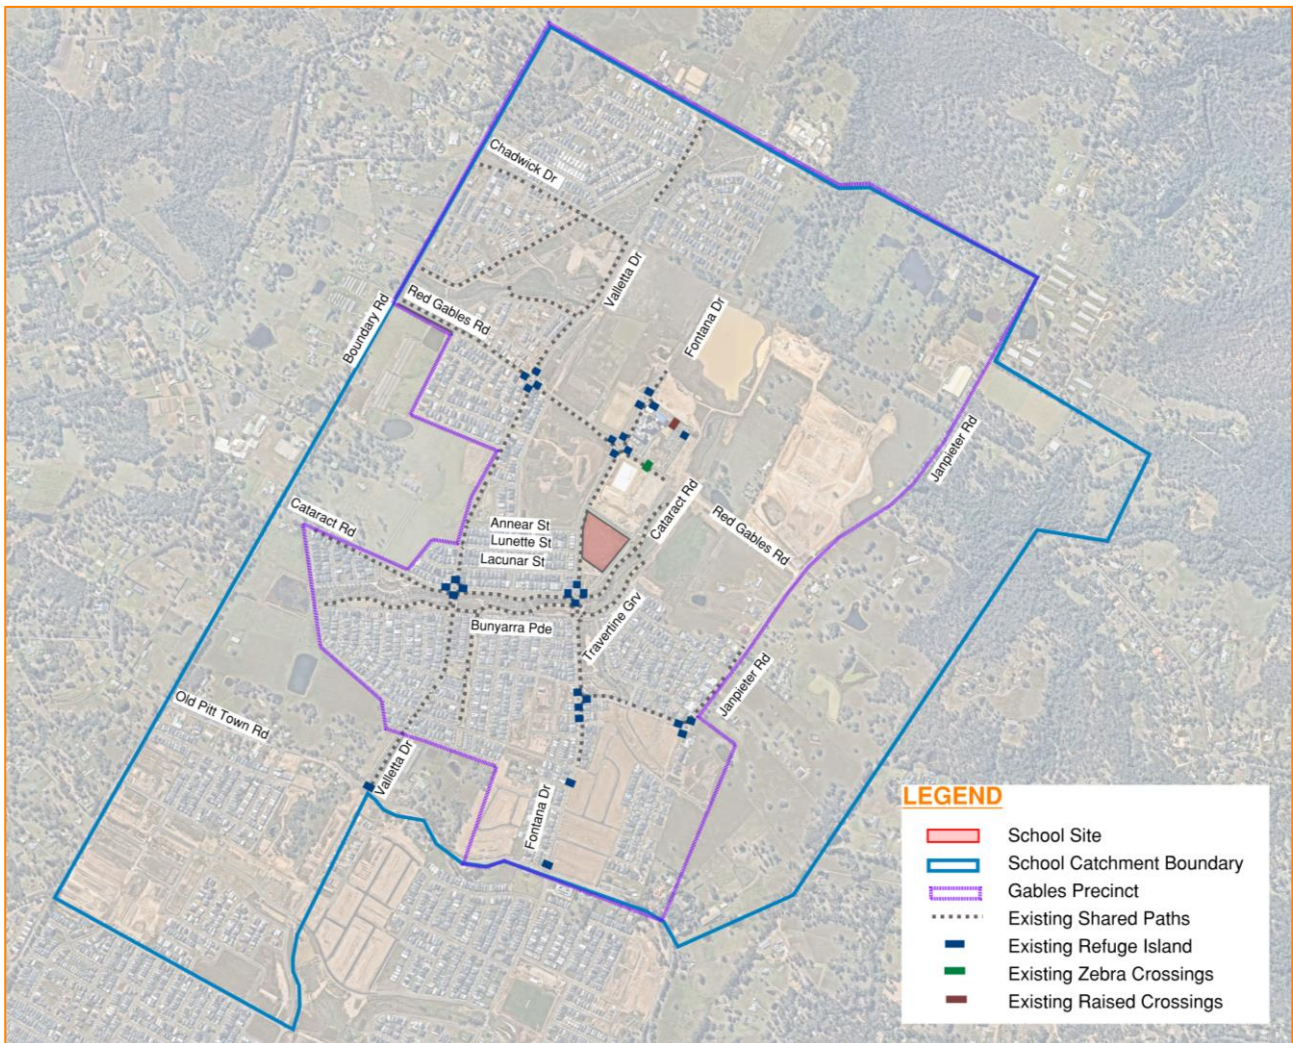 Chadwick Dr
Valletta Dr
Red Gables Rd
Boundary Rd
Fontana Dr
Janpieter Rd
Cataract Rd
Cataract Rd
Red Gables Rd
Annear St
Lunette St
Lacunar St
Bunyarra Pde
Travertine Grv
Janpieter Rd
Old Pitt Town Rd
Valletta Dr
Fontana Dr
LEGEND
School Site
School Catchment Boundary
Gables Precinct
Existing Shared Paths
Existing Refuge Island
Existing Zebra Crossings
Existing Raised Crossings